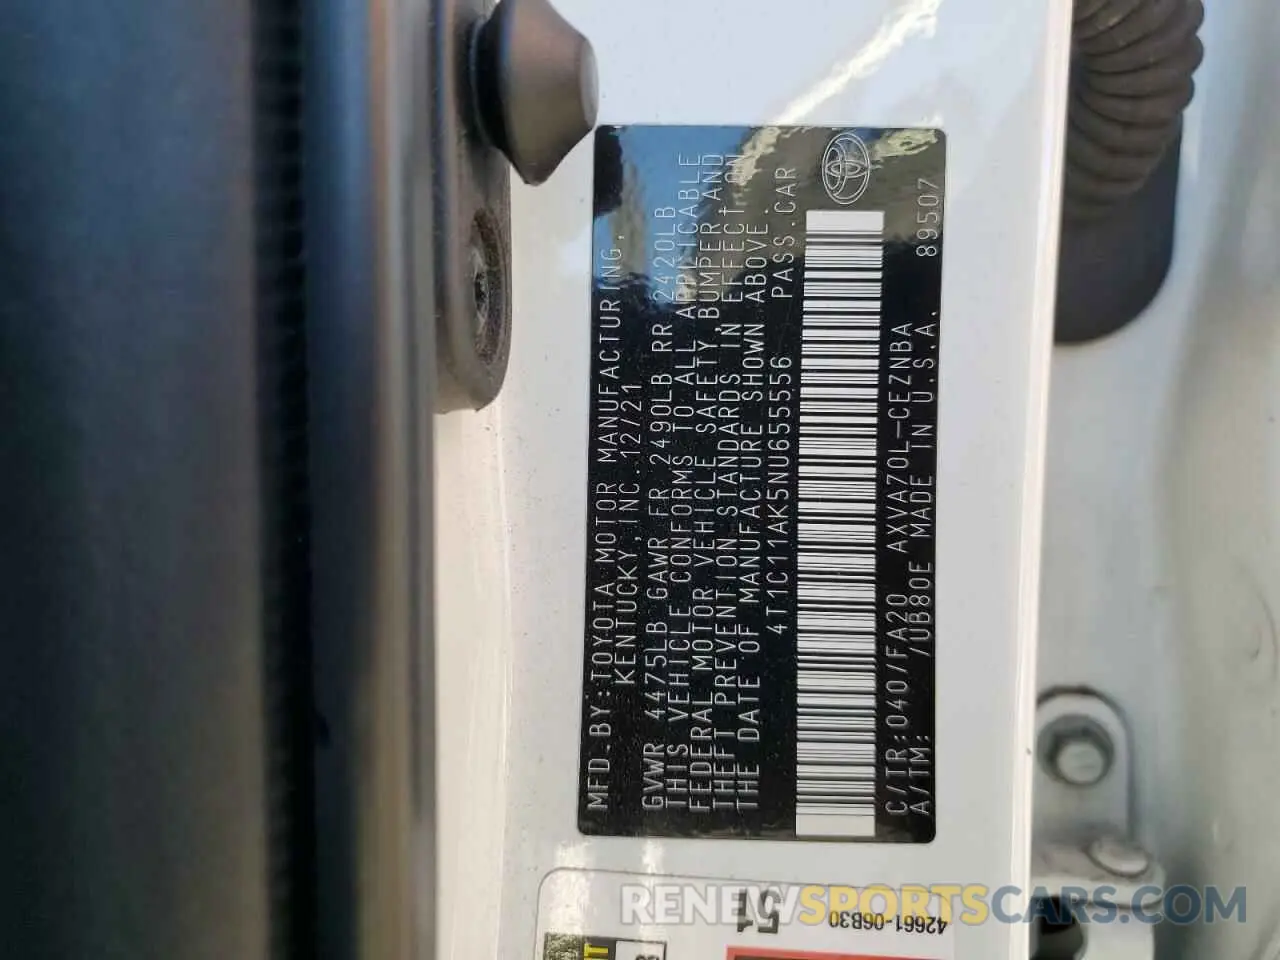 MFD.BY:TOYOTA MOTOR MANUFACTURING,
KENTUCKY,INC. 12/21
GVWR 4475LB GAWR FR 2490LB RR 2420LB
THIS VEHICLE CONFORMS TO ALL APPLICABLE
FEDERAL MOTOR VEHICLE SAFETY,BUMPER AND
THEFT PREVENTION STANDARDS IN EFFECT ON
THE DATE OF MANUFACTURE SHOWN ABOVE.
4T1C11AK5NU655556 PASS.CAR
C/TR:040/FA20 AXVA70L-CEZNBA 89507
A/TM: /UB80E MADE IN U.S.A.
51
42661-06B30
RENEWSPORTSCARS.COM